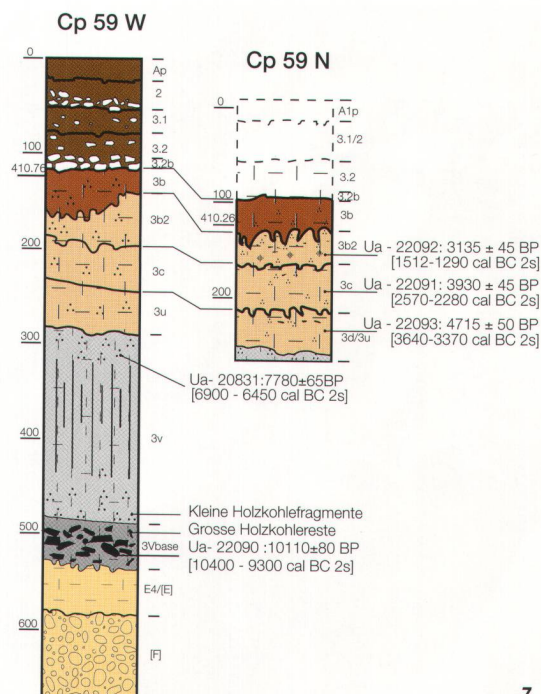 Cp 59 W
0
100
410.76
200
300
400
500
600
Ap
2
3.1
3.2
3.2b
3b
3b2
3c
3u
3v
3Vbase
E4/[E]
[F]
Cp 59 N
0
100
410.26
200
A1p
3.1/2
3.2
3.2b
3b
3b2
3c
3d/3u
Ua - 22092: 3135 ± 45 BP
[1512-1290 cal BC 2s]
Ua - 22091: 3930 ± 45 BP
[2570-2280 cal BC 2s]
Ua - 22093: 4715 ± 50 BP
[3640-3370 cal BC 2s]
Ua- 20831:7780±65BP
[6900 - 6450 cal BC 2s]
Kleine Holzkohlefragmente
Grosse Holzkohlereste
Ua- 22090 :10110±80 BP
[10400 - 9300 cal BC 2s]
7